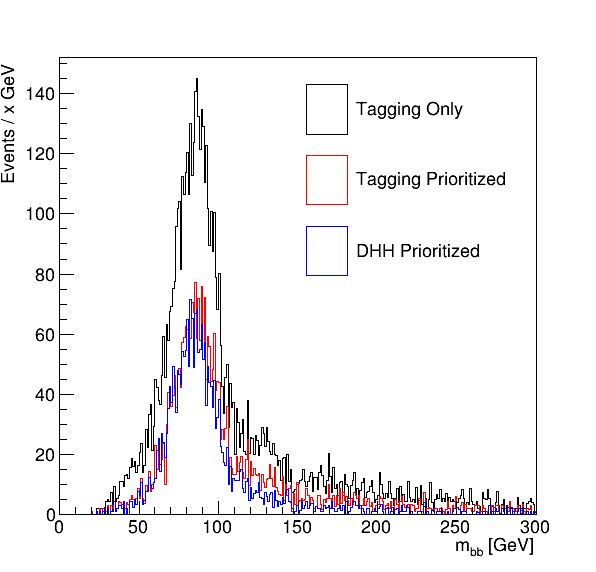 Events / x GeV
140
120
100
80
60
40
20
0
Tagging Only
Tagging Prioritized
DHH Prioritized
0 50 100 150 200 250 300
m_bb [GeV]